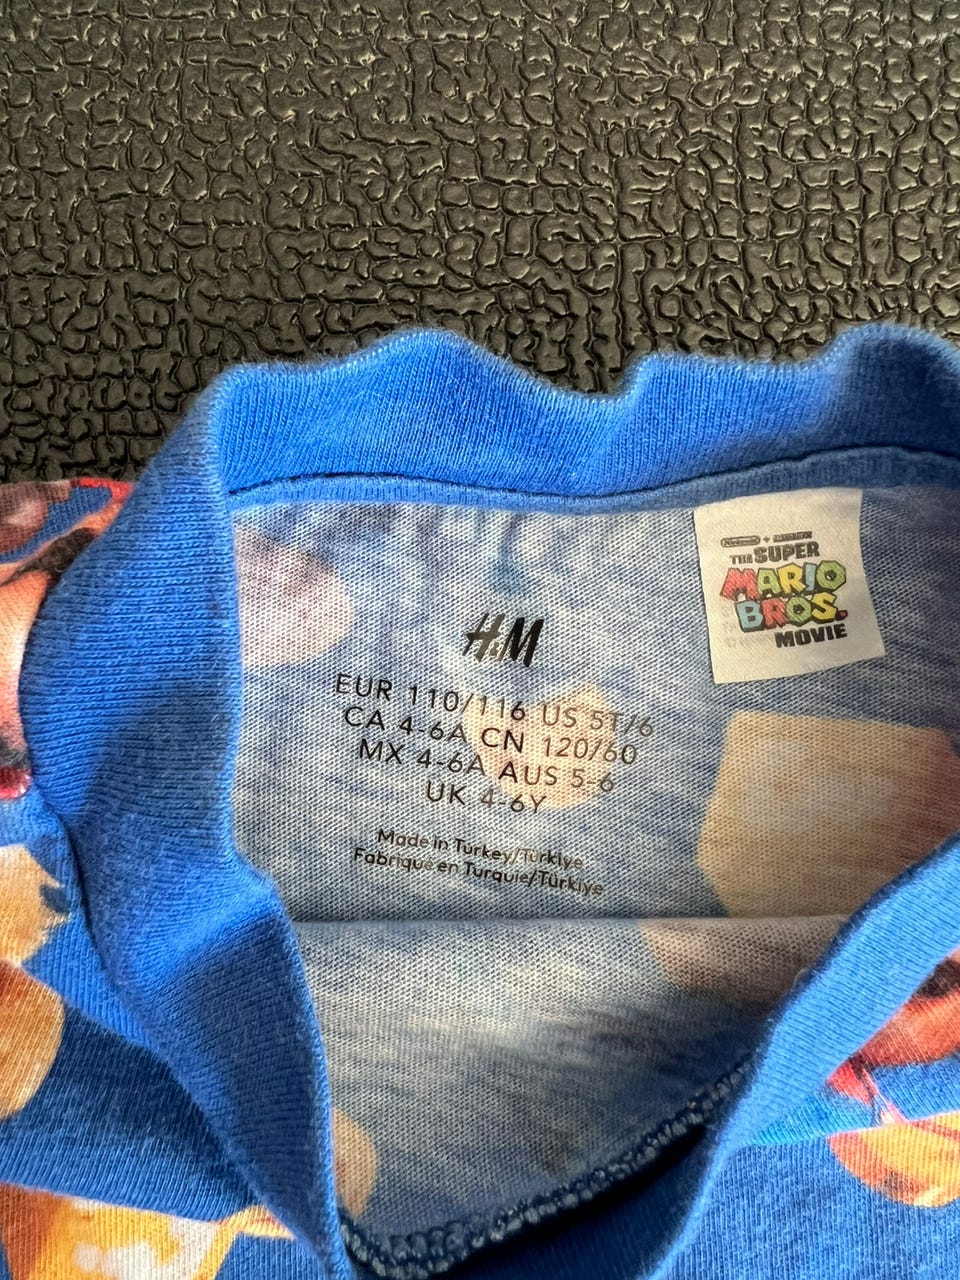 H&M
EUR 110/116 US 5T/6
CA 4-6A CN 120/60
MX 4-6A AUS 5-6
UK 4-6Y
Made in Turkey/Türkiye
Fabriqué en Turquie/Türkiye
Nintendo +
THE SUPER
MARIO
BROS.
MOVIE